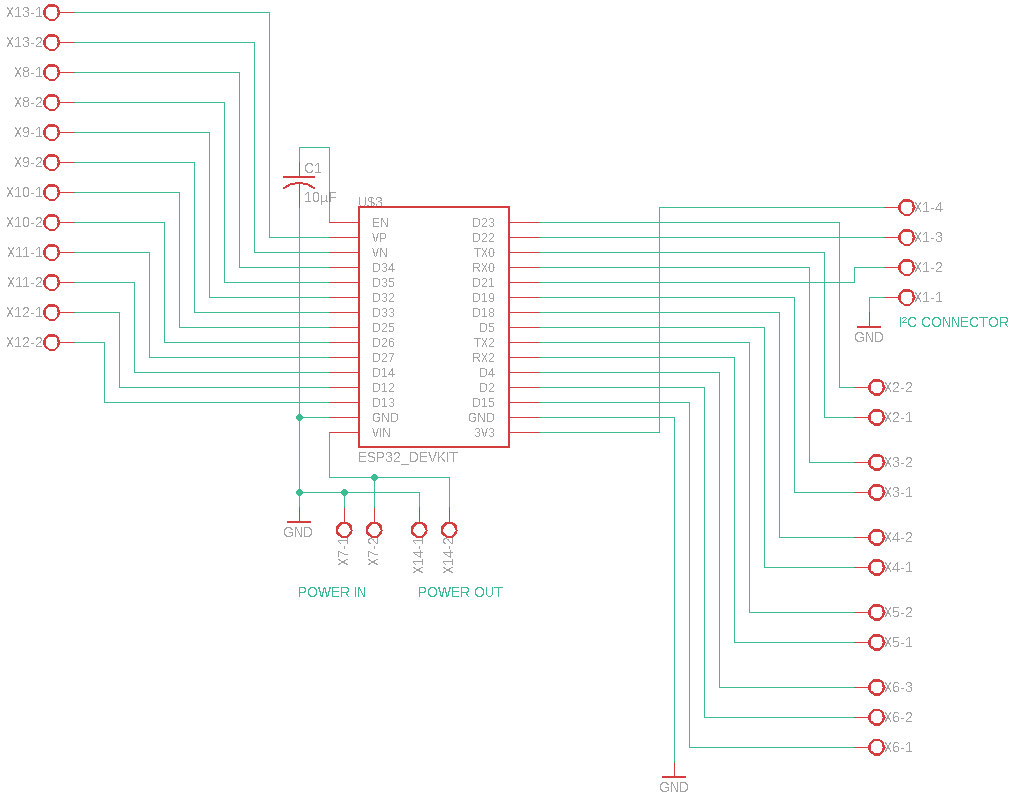 X13-1
X13-2
X8-1
X8-2
X9-1
X9-2
X10-1
X10-2
X11-1
X11-2
X12-1
X12-2
C1
10µF
U$3
EN
VP
VN
D34
D35
D32
D33
D25
D26
D27
D14
D12
D13
GND
VIN
D23
D22
TX0
RX0
D21
D19
D18
D5
TX2
RX2
D4
D2
D15
GND
3V3
ESP32_DEVKIT
GND
X7-1
X7-2
X14-1
X14-2
POWER IN
POWER OUT
X1-4
X1-3
X1-2
X1-1
I²C CONNECTOR
GND
X2-2
X2-1
X3-2
X3-1
X4-2
X4-1
X5-2
X5-1
X6-3
X6-2
X6-1
GND